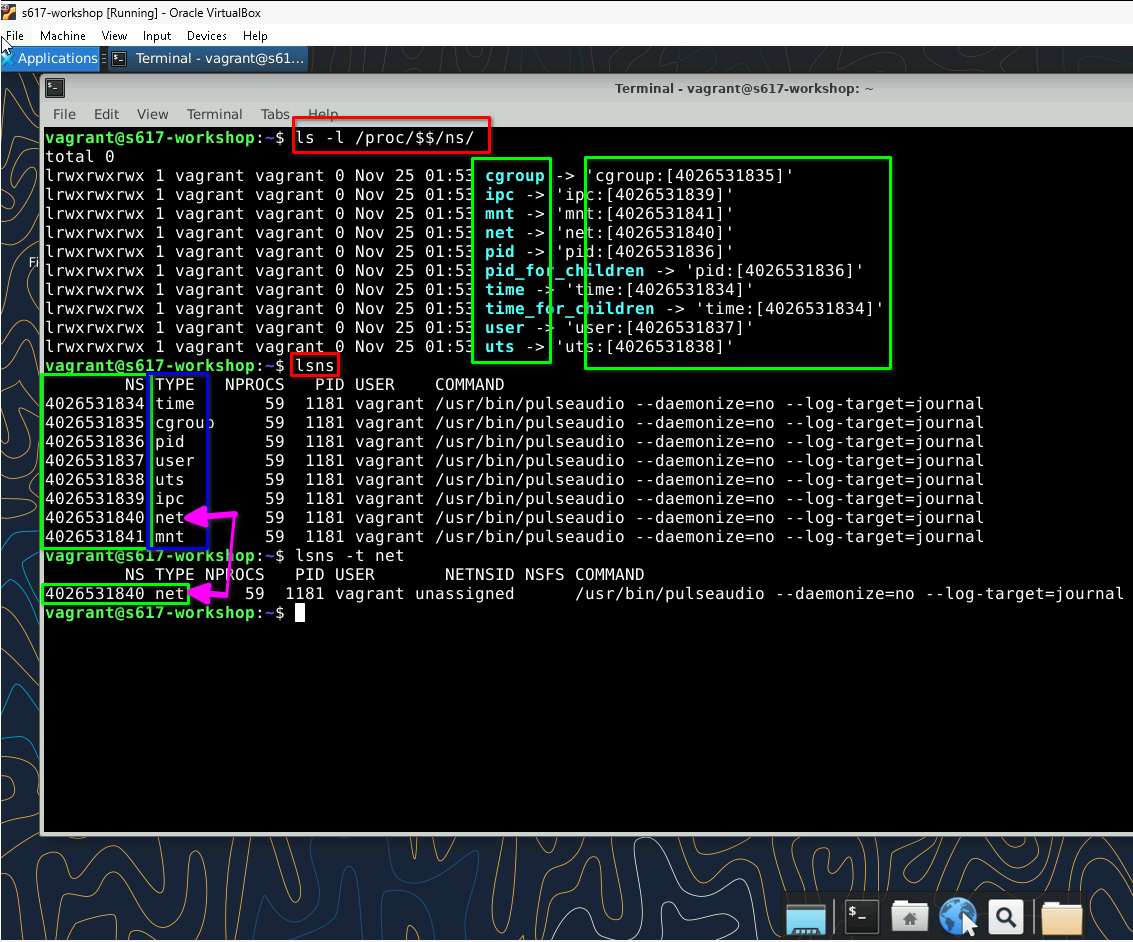 s617-workshop [Running] - Oracle VirtualBox
File Machine View Input Devices Help
Applications Terminal - vagrant@s61...
Terminal - vagrant@s617-workshop: ~
File Edit View Terminal Tabs Help
vagrant@s617-workshop:~$ ls -l /proc/$$/ns/
total 0
lrwxrwxrwx 1 vagrant vagrant 0 Nov 25 01:53 cgroup -> 'cgroup:[4026531835]'
lrwxrwxrwx 1 vagrant vagrant 0 Nov 25 01:53 ipc -> 'ipc:[4026531839]'
lrwxrwxrwx 1 vagrant vagrant 0 Nov 25 01:53 mnt -> 'mnt:[4026531841]'
lrwxrwxrwx 1 vagrant vagrant 0 Nov 25 01:53 net -> 'net:[4026531840]'
lrwxrwxrwx 1 vagrant vagrant 0 Nov 25 01:53 pid -> 'pid:[4026531836]'
lrwxrwxrwx 1 vagrant vagrant 0 Nov 25 01:53 pid_for_children -> 'pid:[4026531836]'
lrwxrwxrwx 1 vagrant vagrant 0 Nov 25 01:53 time -> 'time:[4026531834]'
lrwxrwxrwx 1 vagrant vagrant 0 Nov 25 01:53 time_for_children -> 'time:[4026531834]'
lrwxrwxrwx 1 vagrant vagrant 0 Nov 25 01:53 user -> 'user:[4026531837]'
lrwxrwxrwx 1 vagrant vagrant 0 Nov 25 01:53 uts -> 'uts:[4026531838]'
vagrant@s617-workshop:~$ lsns
NS TYPE NPROCS PID USER COMMAND
4026531834 time 59 1181 vagrant /usr/bin/pulseaudio --daemonize=no --log-target=journal
4026531835 cgroup 59 1181 vagrant /usr/bin/pulseaudio --daemonize=no --log-target=journal
4026531836 pid 59 1181 vagrant /usr/bin/pulseaudio --daemonize=no --log-target=journal
4026531837 user 59 1181 vagrant /usr/bin/pulseaudio --daemonize=no --log-target=journal
4026531838 uts 59 1181 vagrant /usr/bin/pulseaudio --daemonize=no --log-target=journal
4026531839 ipc 59 1181 vagrant /usr/bin/pulseaudio --daemonize=no --log-target=journal
4026531840 net 59 1181 vagrant /usr/bin/pulseaudio --daemonize=no --log-target=journal
4026531841 mnt 59 1181 vagrant /usr/bin/pulseaudio --daemonize=no --log-target=journal
vagrant@s617-workshop:~$ lsns -t net
NS TYPE NPROCS PID USER NETNSID NSFS COMMAND
4026531840 net 59 1181 vagrant unassigned /usr/bin/pulseaudio --daemonize=no --log-target=journal
vagrant@s617-workshop:~$